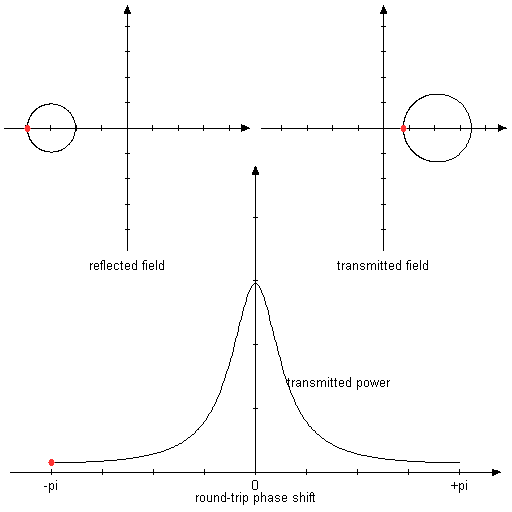 reflected field
transmitted field
transmitted power
-pi
0
+pi
round-trip phase shift